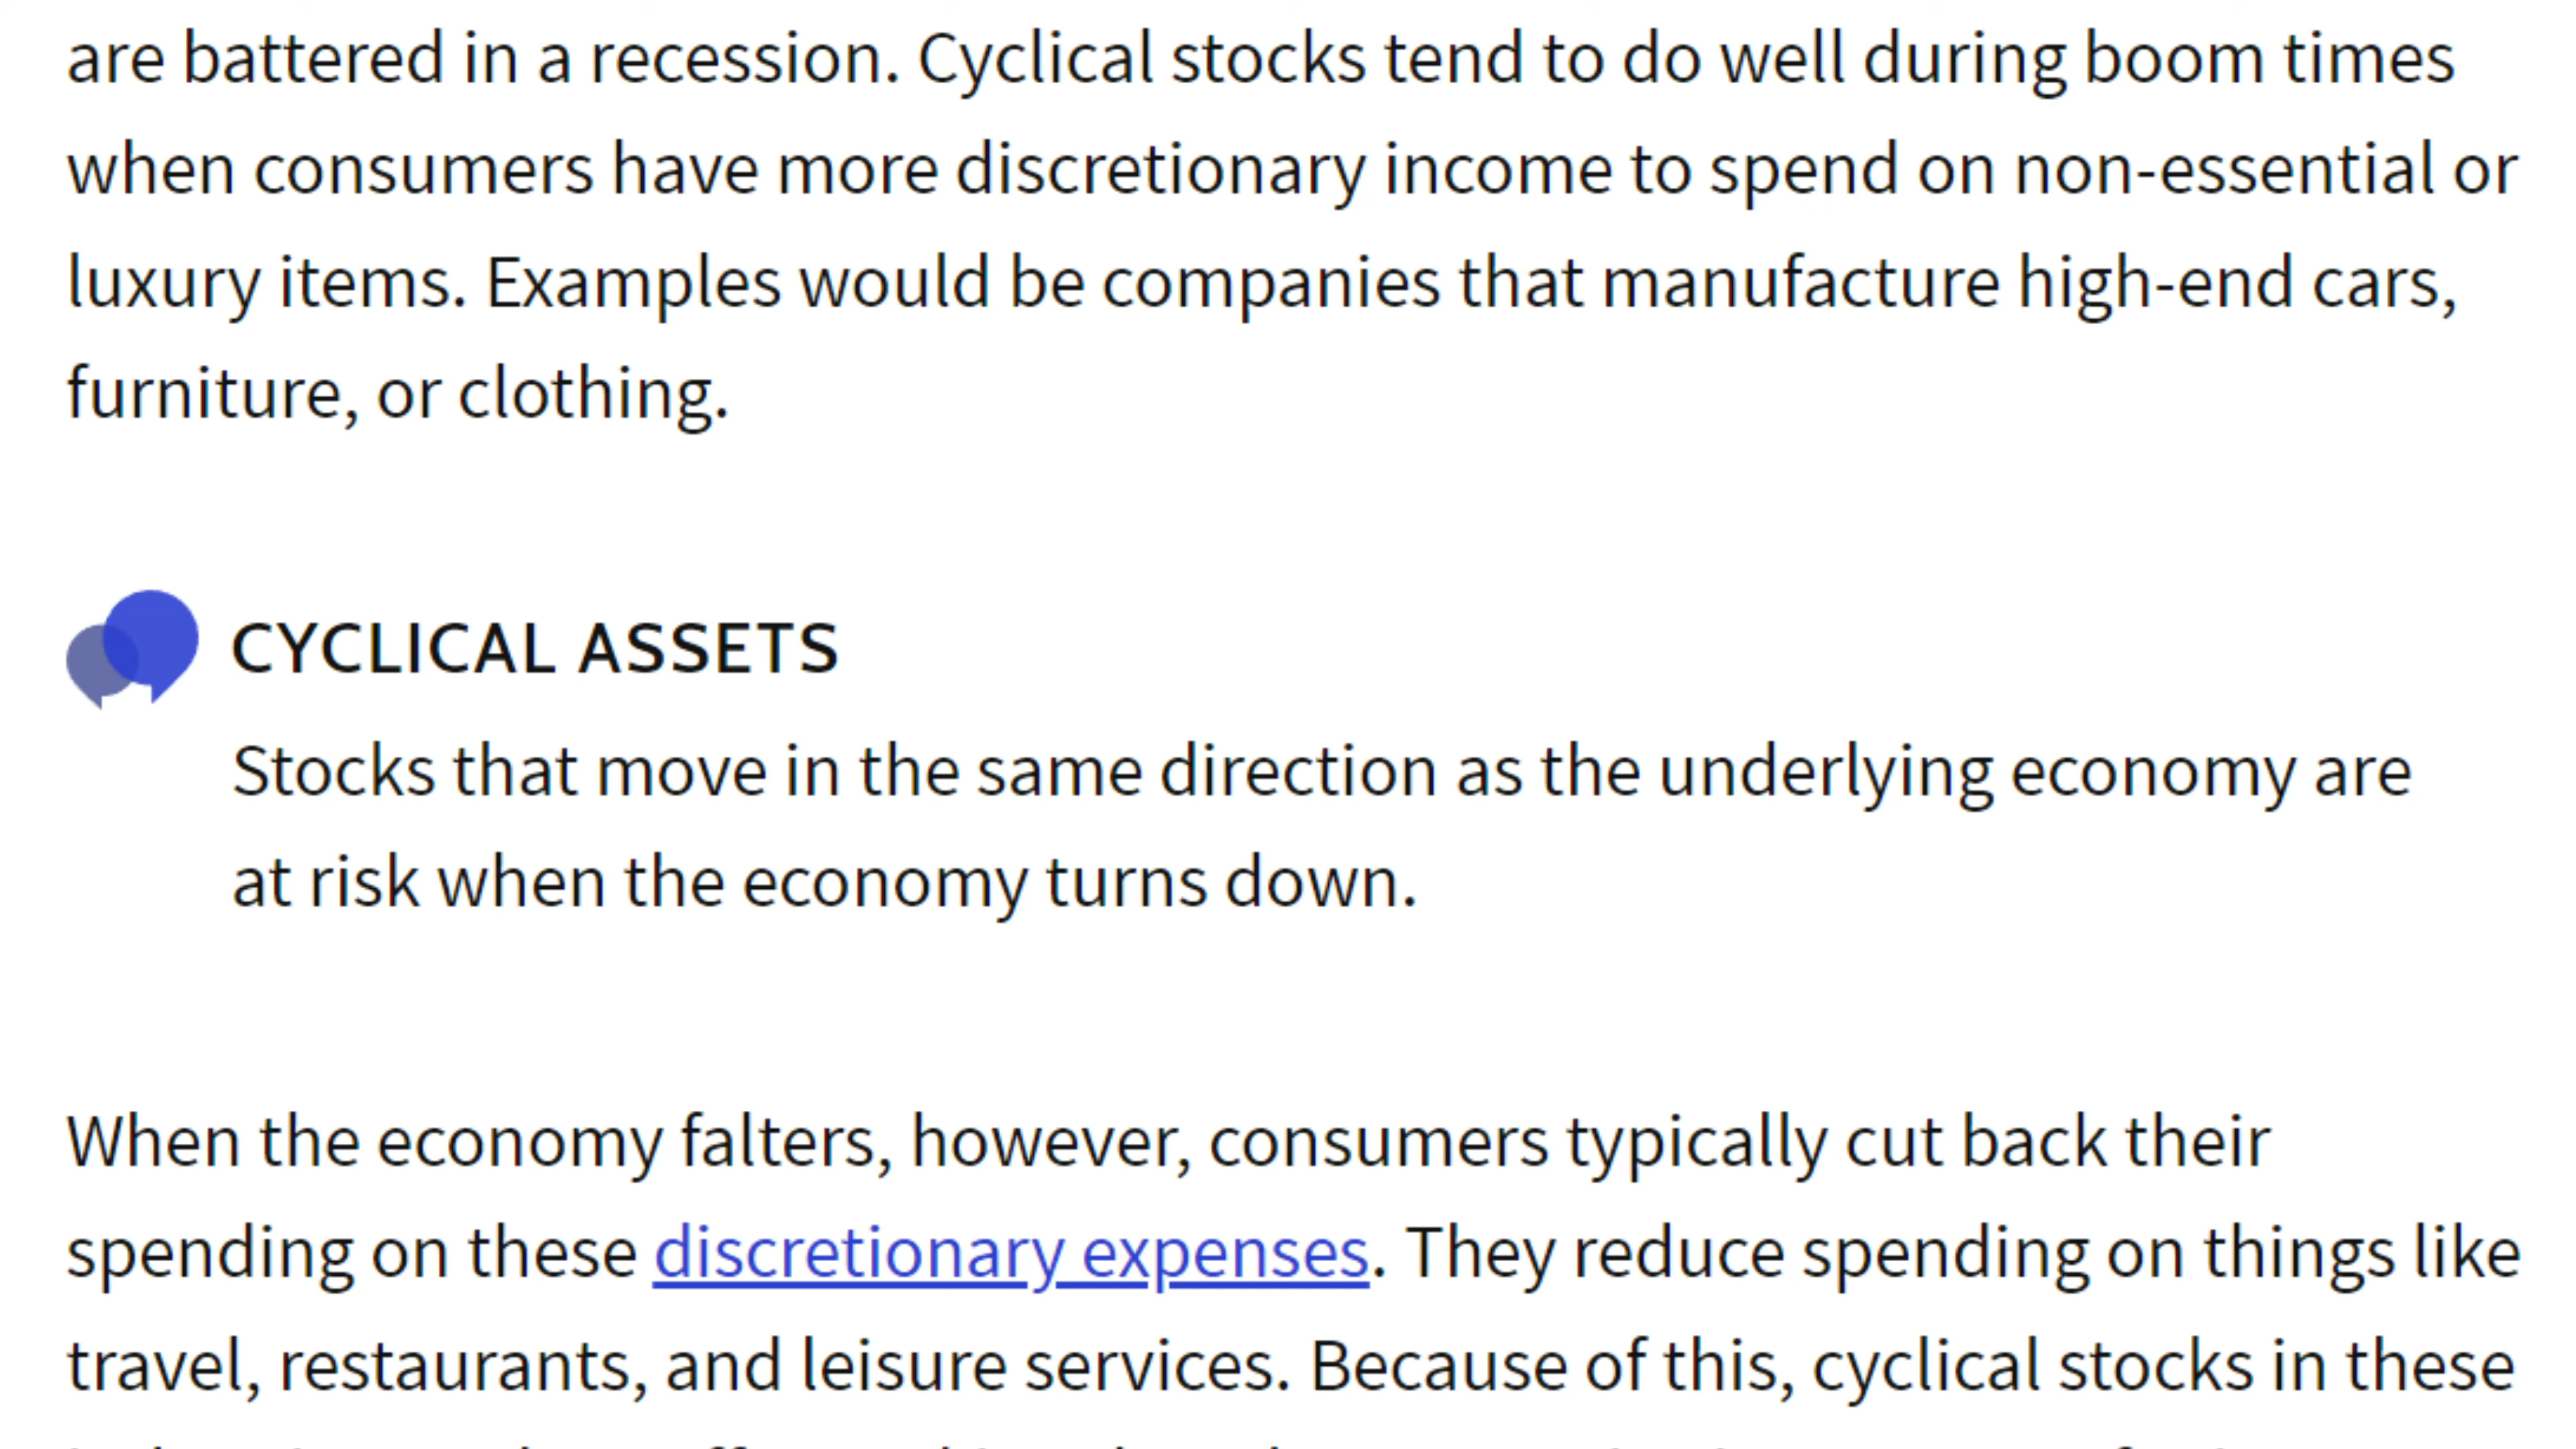 are battered in a recession. Cyclical stocks tend to do well during boom times
when consumers have more discretionary income to spend on non-essential or
luxury items. Examples would be companies that manufacture high-end cars,
furniture, or clothing.
CYCLICAL ASSETS
Stocks that move in the same direction as the underlying economy are
at risk when the economy turns down.
When the economy falters, however, consumers typically cut back their
spending on these discretionary expenses. They reduce spending on things like
travel, restaurants, and leisure services. Because of this, cyclical stocks in these